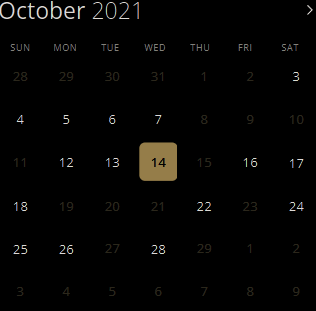 October 2021
SUN MON TUE WED THU FRI SAT
28 29 30 31 1 2 3
4 5 6 7 8 9 10
11 12 13 14 15 16 17
18 19 20 21 22 23 24
25 26 27 28 29 1 2
3 4 5 6 7 8 9